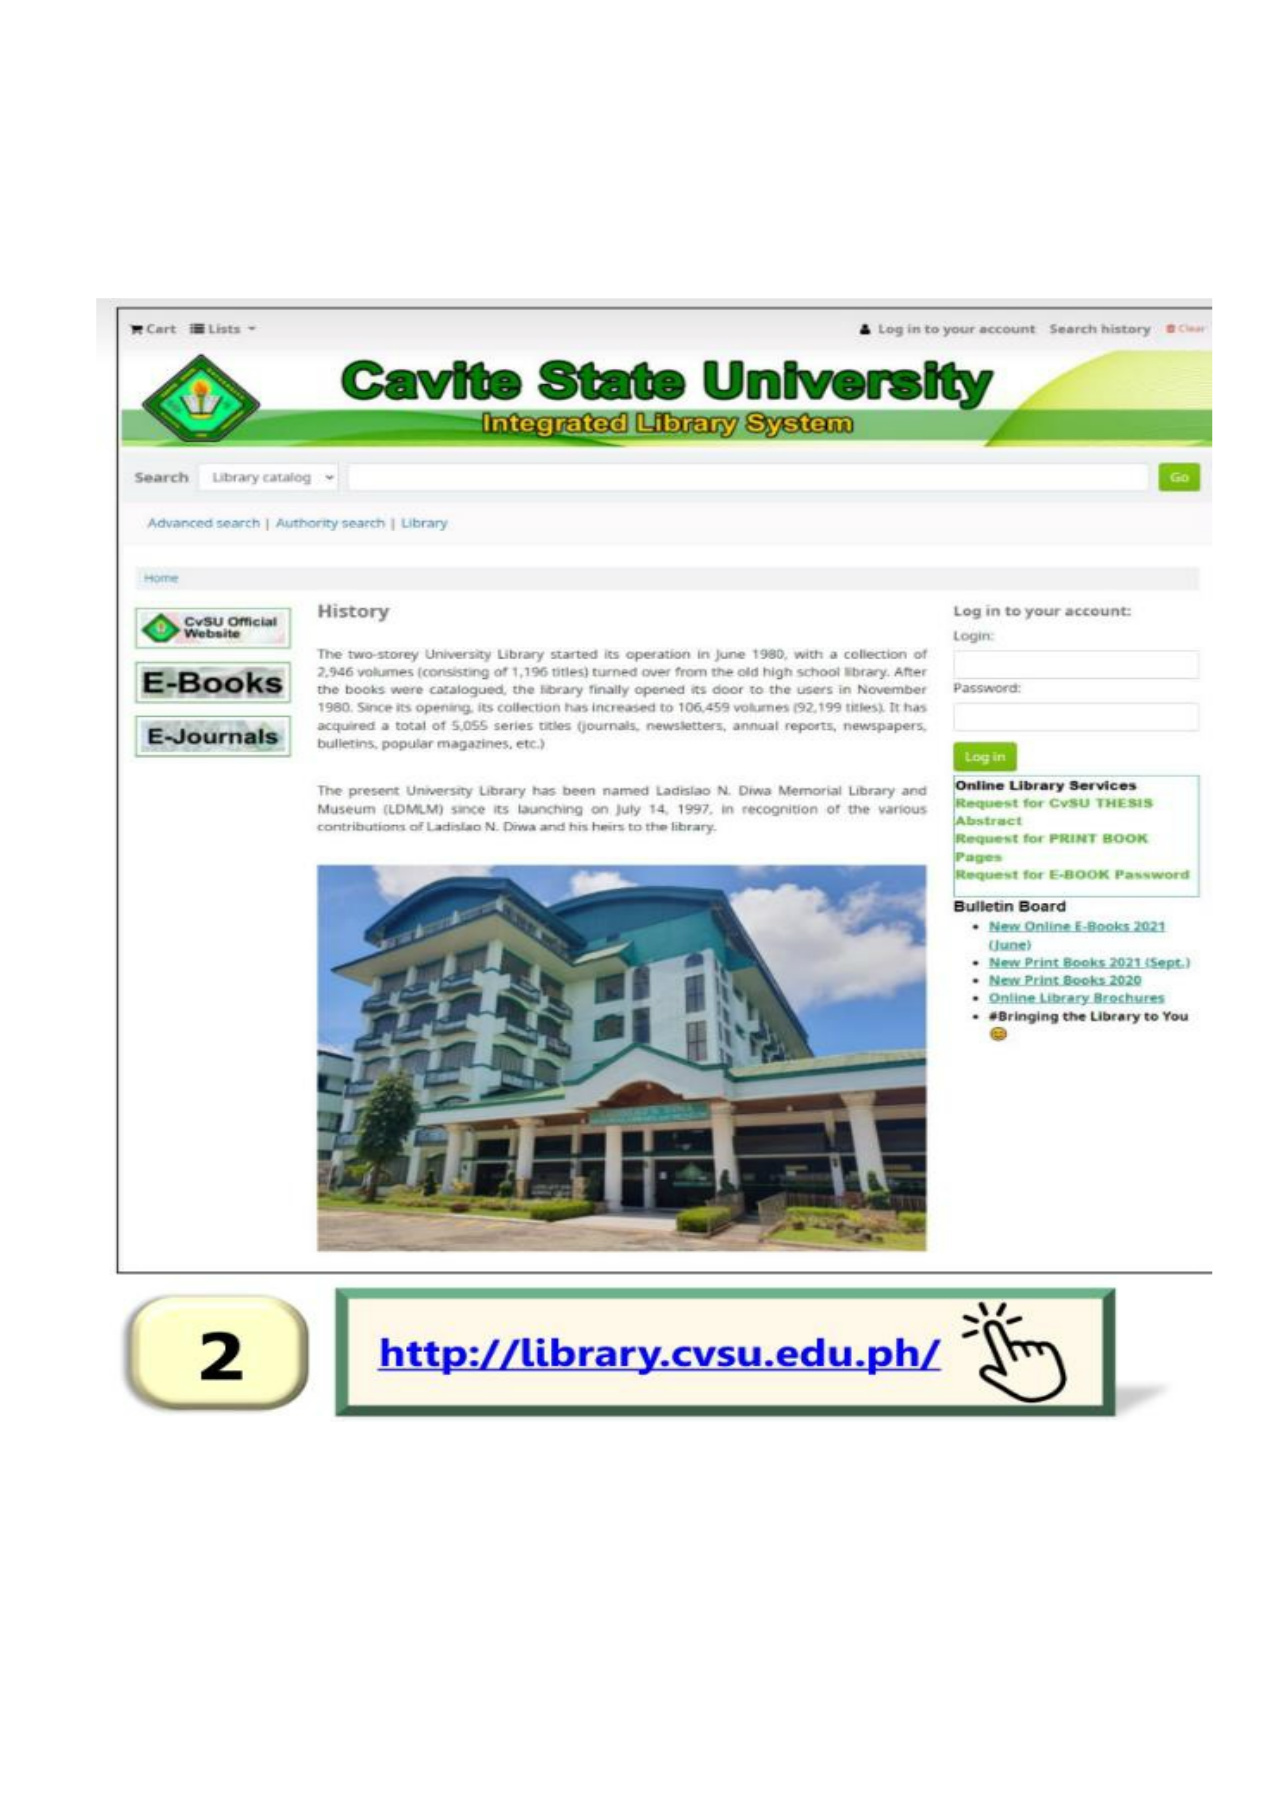 Cart Lists
Log in to your account Search history Clear
Cavite State University
Integrated Library System
Search Library catalog Go
Advanced search | Authority search | Library
Home
CvSU Official
Website
E-Books
E-Journals
History
The two-storey University Library started its operation in June 1980, with a collection of
2,946 volumes (consisting of 1,196 titles) turned over from the old high school library. After
the books were catalogued, the library finally opened its door to the users in November
1980. Since its opening, its collection has increased to 106,459 volumes (92,199 titles). It has
acquired a total of 5,055 series titles (journals, newsletters, annual reports, newspapers,
bulletins, popular magazines, etc.)
The present University Library has been named Ladislao N. Diwa Memorial Library and
Museum (LDMLM) since its launching on July 14, 1997, in recognition of the various
contributions of Ladislao N. Diwa and his heirs to the library.
Log in to your account:
Login:
Password:
Log in
Online Library Services
Request for CvSU THESIS
Abstract
Request for PRINT BOOK
Pages
Request for E-BOOK Password
Bulletin Board
• New Online E-Books 2021
(June)
• New Print Books 2021 (Sept.)
• New Print Books 2020
• Online Library Brochures
• #Bringing the Library to You
😊
2
http://library.cvsu.edu.ph/